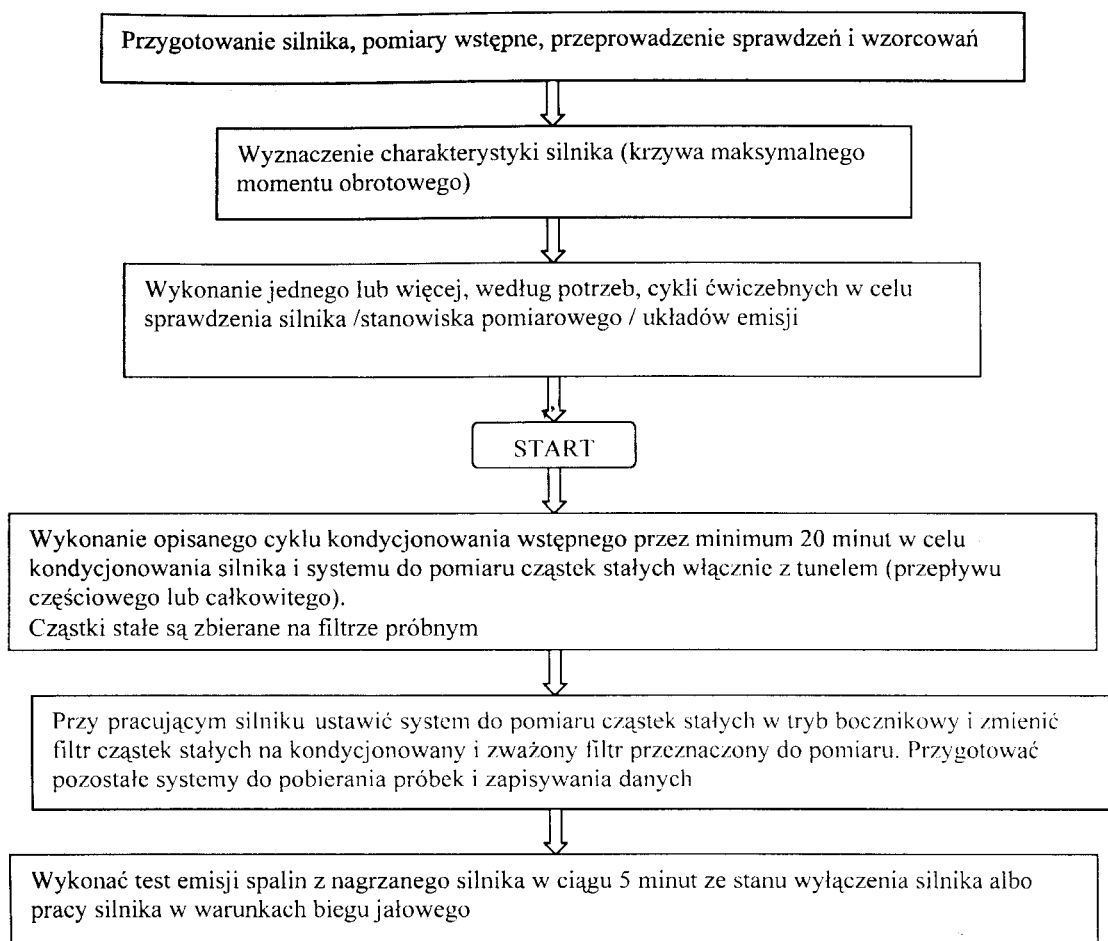 Przygotowanie silnika, pomiary wstępne, przeprowadzenie sprawdzeń i wzorcowań
Wyznaczenie charakterystyki silnika (krzywa maksymalnego
momentu obrotowego)
Wykonanie jednego lub więcej, według potrzeb, cykli ćwiczebnych w celu
sprawdzenia silnika /stanowiska pomiarowego / układów emisji
START
Wykonanie opisanego cyklu kondycjonowania wstępnego przez minimum 20 minut w celu
kondycjonowania silnika i systemu do pomiaru cząstek stałych włącznie z tunelem (przepływu
częściowego lub całkowitego).
Cząstki stałe są zbierane na filtrze próbnym
Przy pracującym silniku ustawić system do pomiaru cząstek stałych w tryb bocznikowy i zmienić
filtr cząstek stałych na kondycjonowany i zważony filtr przeznaczony do pomiaru. Przygotować
pozostałe systemy do pobierania próbek i zapisywania danych
Wykonać test emisji spalin z nagrzanego silnika w ciągu 5 minut ze stanu wyłączenia silnika albo
pracy silnika w warunkach biegu jałowego